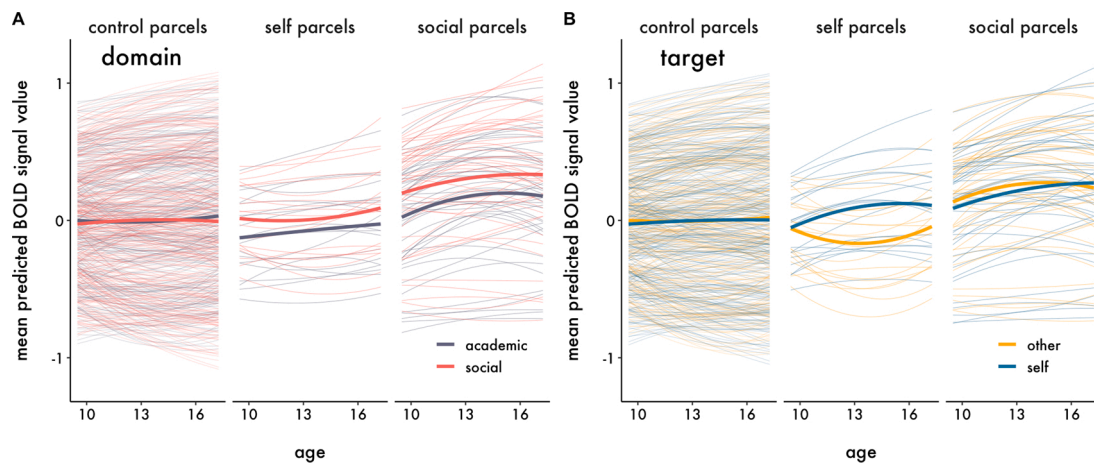 A
control parcels
self parcels
social parcels
domain
mean predicted BOLD signal value
1
0
-1
academic
social
10 13 16
10 13 16
10 13 16
age
B
control parcels
self parcels
social parcels
target
mean predicted BOLD signal value
1
0
-1
other
self
10 13 16
10 13 16
10 13 16
age